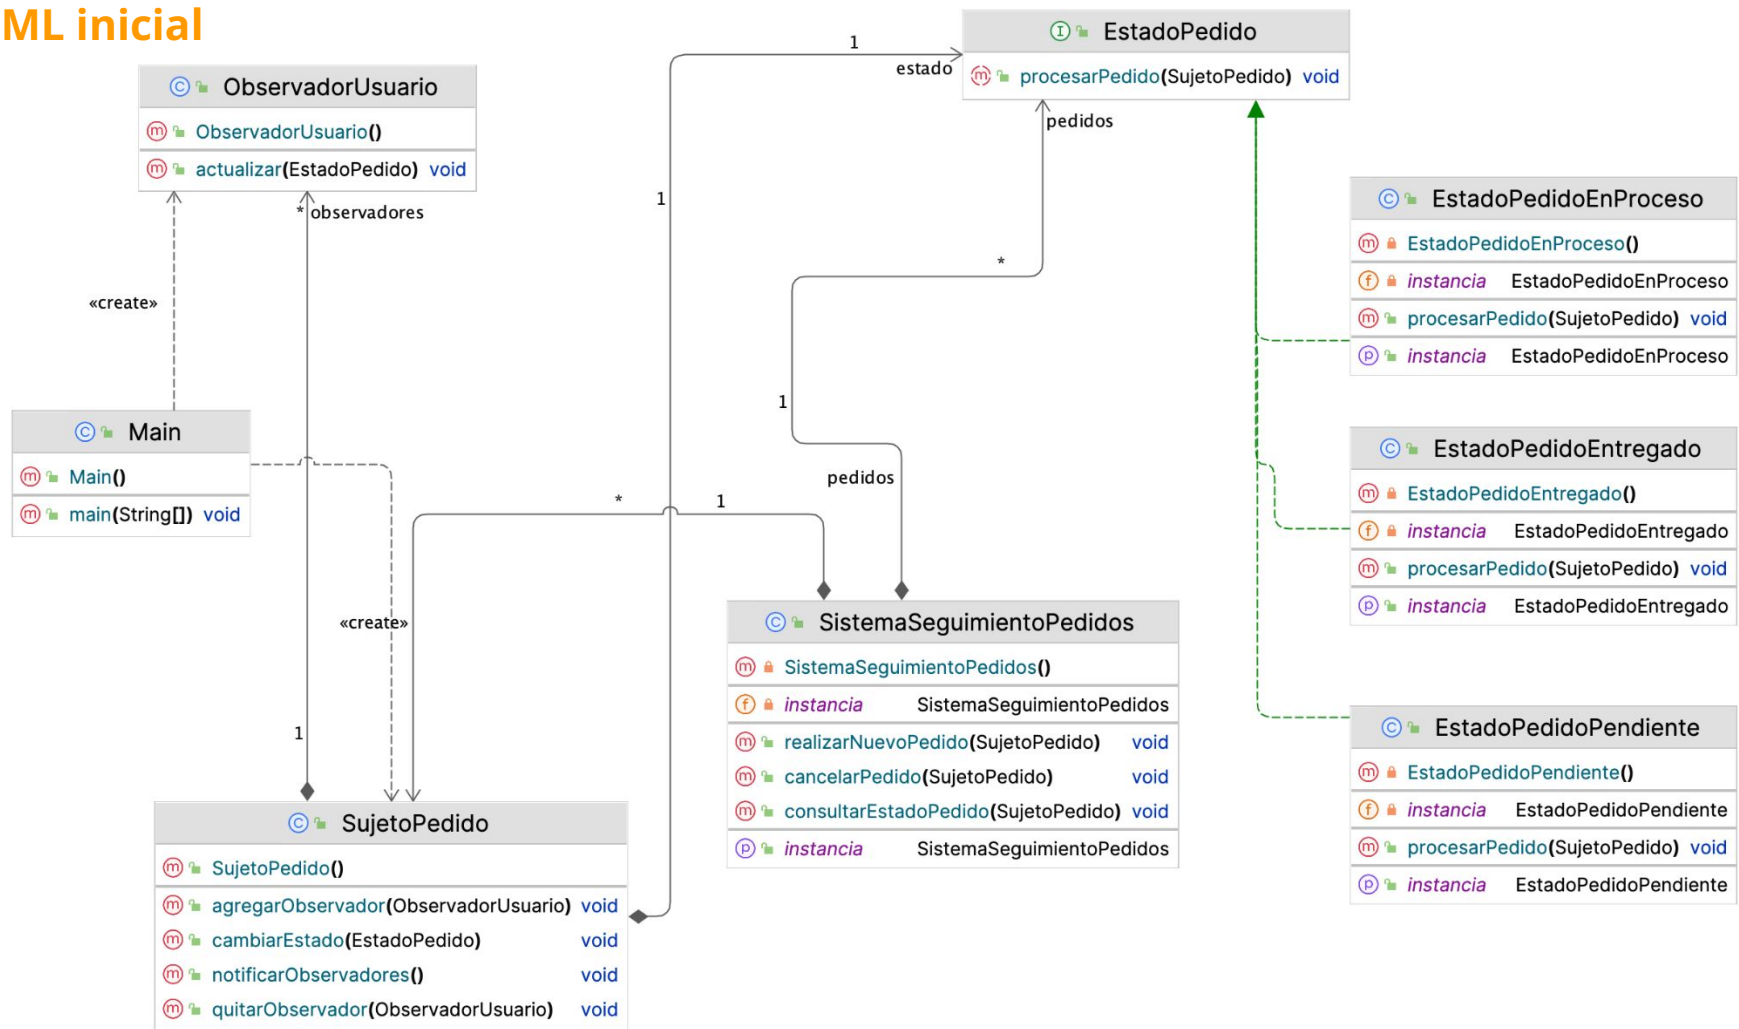 ML inicial
EstadoPedido
procesarPedido(SujetoPedido) void
1
estado
pedidos
ObservadorUsuario
ObservadorUsuario()
actualizar(EstadoPedido) void
* observadores
1
*
1
pedidos
«create»
EstadoPedidoEnProceso
EstadoPedidoEnProceso()
instancia EstadoPedidoEnProceso
procesarPedido(SujetoPedido) void
instancia EstadoPedidoEnProceso
Main
Main()
main(String[]) void
* 1
«create»
1
EstadoPedidoEntregado
EstadoPedidoEntregado()
instancia EstadoPedidoEntregado
procesarPedido(SujetoPedido) void
instancia EstadoPedidoEntregado
SistemaSeguimientoPedidos
SistemaSeguimientoPedidos()
instancia SistemaSeguimientoPedidos
realizarNuevoPedido(SujetoPedido) void
cancelarPedido(SujetoPedido) void
consultarEstadoPedido(SujetoPedido) void
instancia SistemaSeguimientoPedidos
EstadoPedidoPendiente
EstadoPedidoPendiente()
instancia EstadoPedidoPendiente
procesarPedido(SujetoPedido) void
instancia EstadoPedidoPendiente
SujetoPedido
SujetoPedido()
agregarObservador(ObservadorUsuario) void
cambiarEstado(EstadoPedido) void
notificarObservadores() void
quitarObservador(ObservadorUsuario) void